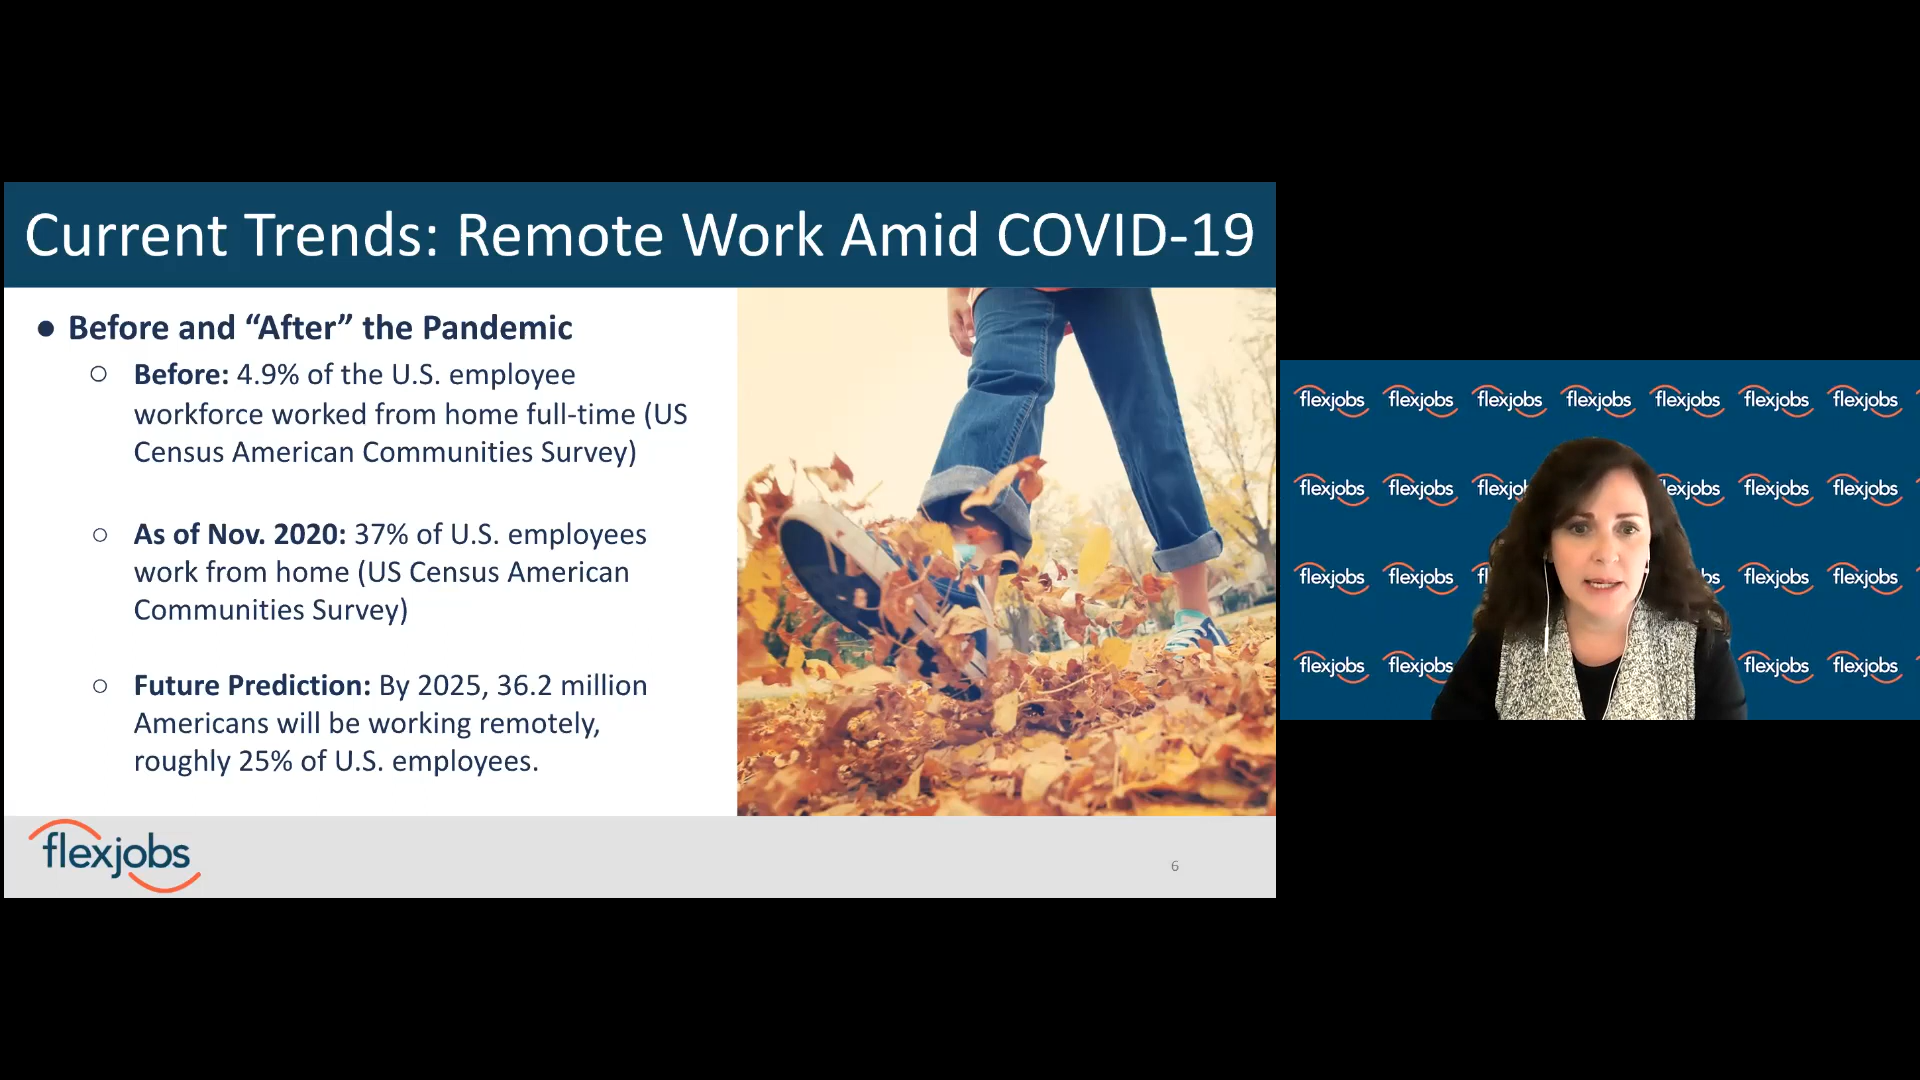 Current Trends: Remote Work Amid COVID-19
● Before and “After” the Pandemic
○ Before: 4.9% of the U.S. employee
workforce worked from home full-time (US
Census American Communities Survey)
○ As of Nov. 2020: 37% of U.S. employees
work from home (US Census American
Communities Survey)
○ Future Prediction: By 2025, 36.2 million
Americans will be working remotely,
roughly 25% of U.S. employees.
flexjobs
6
flexjobs flexjobs flexjobs flexjobs flexjobs flexjobs flexjobs
flexjobs flexjobs flexjobs flexjobs flexjobs flexjobs
flexjobs flexjobs flexjobs flexjobs
flexjobs flexjobs flexjobs flexjobs